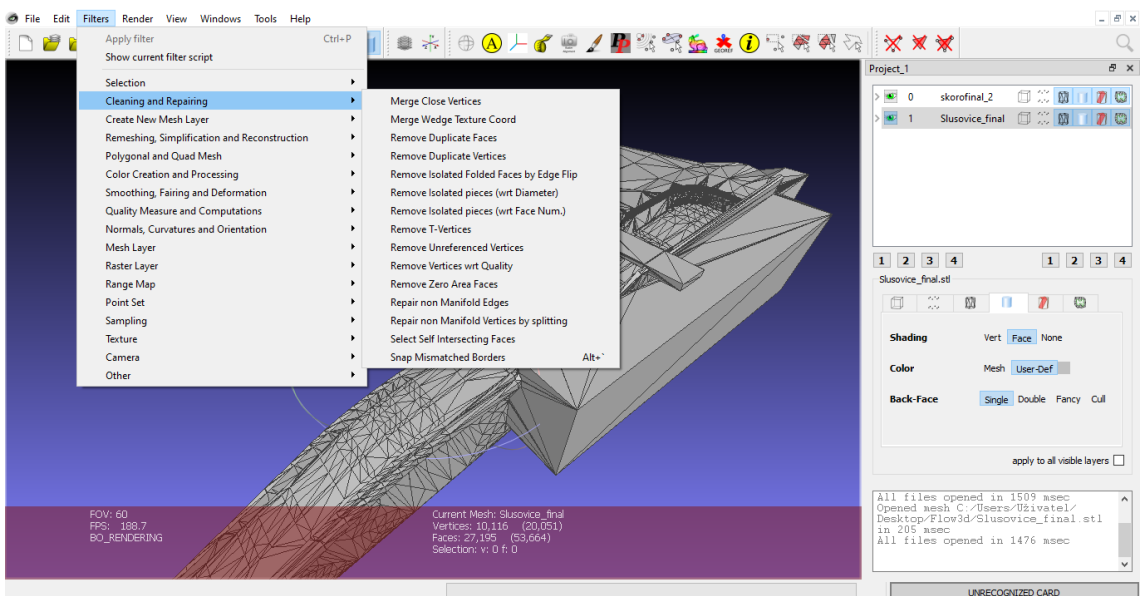 File Edit Filters Render View Windows Tools Help
Apply filter Ctrl+P
Show current filter script
Selection
Cleaning and Repairing
Create New Mesh Layer
Remeshing, Simplification and Reconstruction
Polygonal and Quad Mesh
Color Creation and Processing
Smoothing, Fairing and Deformation
Quality Measure and Computations
Normals, Curvatures and Orientation
Mesh Layer
Raster Layer
Range Map
Point Set
Sampling
Texture
Camera
Other
Merge Close Vertices
Merge Wedge Texture Coord
Remove Duplicate Faces
Remove Duplicate Vertices
Remove Isolated Folded Faces by Edge Flip
Remove Isolated pieces (wrt Diameter)
Remove Isolated pieces (wrt Face Num.)
Remove T-Vertices
Remove Unreferenced Vertices
Remove Vertices wrt Quality
Remove Zero Area Faces
Repair non Manifold Edges
Repair non Manifold Vertices by splitting
Select Self Intersecting Faces
Snap Mismatched Borders Alt+`
A
PP
GEOREF
i
FOV: 60
FPS: 188.7
BO_RENDERING
Current Mesh: Slusovice_final
Vertices: 10,116 (20,051)
Faces: 27,195 (53,664)
Selection: v: 0 f: 0
Project_1
0 skorofinal_2
1 Slusovice_final
1 2 3 4 1 2 3 4
Slusovice_final.stl
Shading Vert Face None
Color Mesh User-Def
Back-Face Single Double Fancy Cull
apply to all visible layers
All files opened in 1509 msec
Opened mesh C:/Users/Uživatel/
Desktop/Flow3d/Slusovice_final.stl
in 205 msec
All files opened in 1476 msec
UNRECOGNIZED CARD